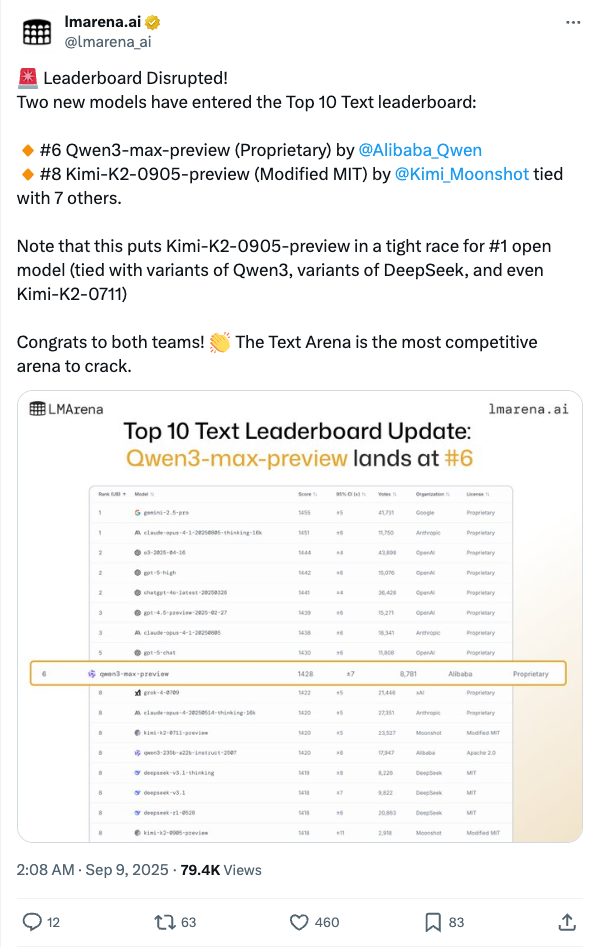 lmarena.ai
@lmarena_ai
🚨 Leaderboard Disrupted!
Two new models have entered the Top 10 Text leaderboard:
🔸 #6 Qwen3-max-preview (Proprietary) by @Alibaba_Qwen
🔸 #8 Kimi-K2-0905-preview (Modified MIT) by @Kimi_Moonshot tied
with 7 others.
Note that this puts Kimi-K2-0905-preview in a tight race for #1 open
model (tied with variants of Qwen3, variants of DeepSeek, and even
Kimi-K2-0711)
Congrats to both teams! 👏 The Text Arena is the most competitive
arena to crack.
LMArena lmarena.ai
Top 10 Text Leaderboard Update:
Qwen3-max-preview lands at #6
Rank (UB) Model Score 95% CI (±) Votes Organization License
1 gemini-2.5-pro 1455 ±5 41,731 Google Proprietary
1 claude-opus-4-1-20250805-thinking-16k 1451 ±6 11,750 Anthropic Proprietary
2 o3-2025-04-16 1444 ±4 43,898 OpenAI Proprietary
2 gpt-5-high 1442 ±6 15,076 OpenAI Proprietary
2 chatgpt-4o-latest-20250326 1441 ±4 36,426 OpenAI Proprietary
3 gpt-4.5-preview-2025-02-27 1439 ±6 15,271 OpenAI Proprietary
3 claude-opus-4-1-20250805 1438 ±6 16,341 Anthropic Proprietary
5 gpt-5-chat 1430 ±6 11,808 OpenAI Proprietary
6 qwen3-max-preview 1428 ±7 8,781 Alibaba Proprietary
8 grok-4-0709 1422 ±5 21,446 xAI Proprietary
8 claude-opus-4-20250514-thinking-16k 1420 ±5 27,351 Anthropic Proprietary
8 kimi-k2-0711-preview 1420 ±5 23,527 Moonshot Modified MIT
8 qwen3-235b-a22b-instruct-2507 1420 ±6 17,947 Alibaba Apache 2.0
8 deepseek-v3.1-thinking 1419 ±8 8,226 DeepSeek MIT
8 deepseek-v3.1 1418 ±7 9,822 DeepSeek MIT
8 deepseek-r1-0528 1418 ±6 20,863 DeepSeek MIT
8 kimi-k2-0905-preview 1418 ±11 2,918 Moonshot Modified MIT
2:08 AM · Sep 9, 2025 · 79.4K Views
12 63 460 83